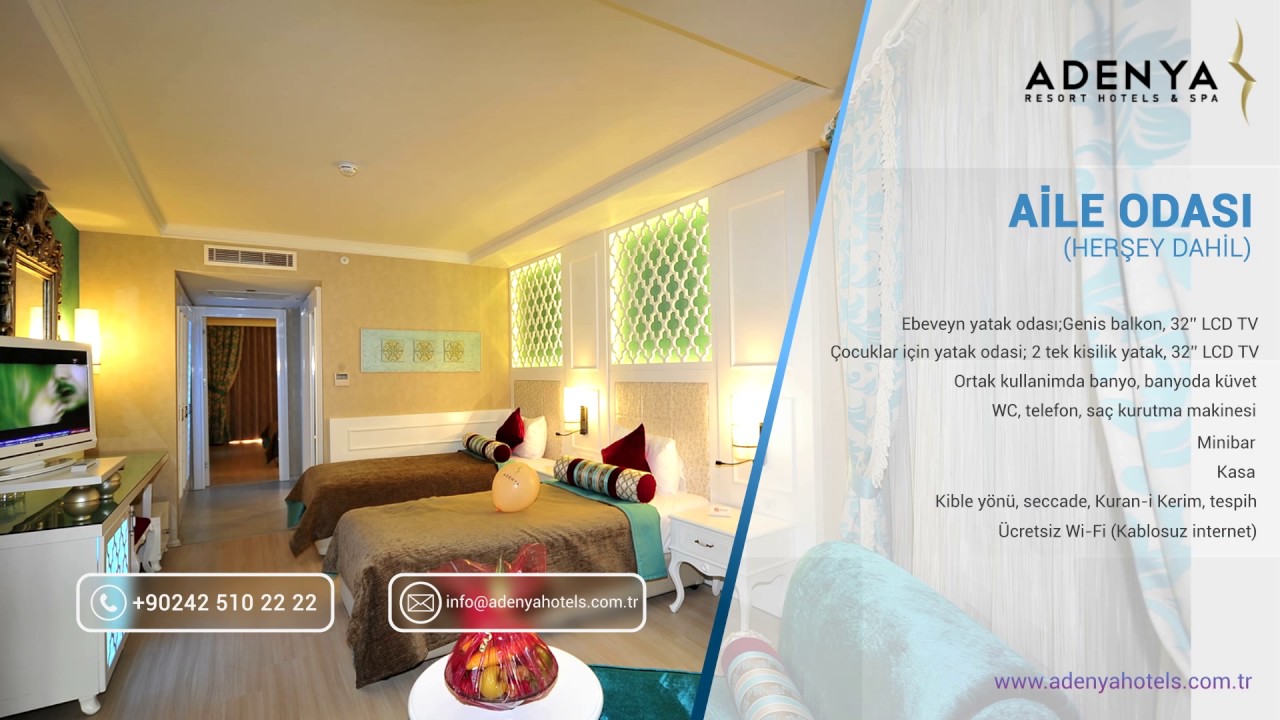 ADENYA
RESORT HOTELS & SPA
AİLE ODASI
(HERŞEY DAHİL)
Ebeveyn yatak odası;Genis balkon, 32" LCD TV
Çocuklar için yatak odasi; 2 tek kisilik yatak, 32" LCD TV
Ortak kullanimda banyo, banyoda küvet
WC, telefon, saç kurutma makinesi
Minibar
Kasa
Kible yönü, seccade, Kuran-i Kerim, tespih
Ücretsiz Wi-Fi (Kablosuz internet)
ADENYA
+90242 510 22 22
info@adenyahotels.com.tr
www.adenyahotels.com.tr